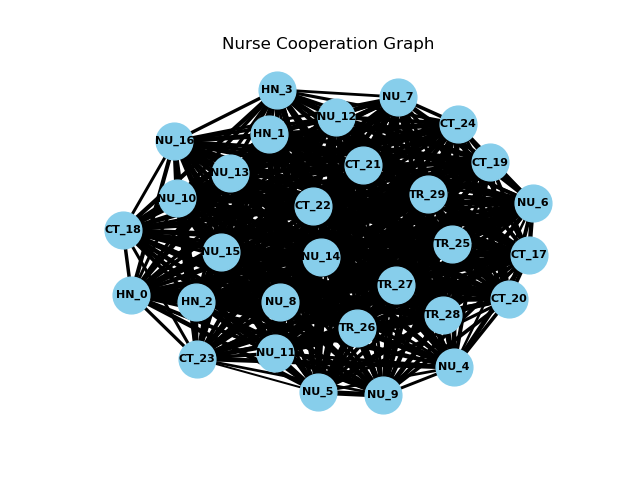 Nurse Cooperation Graph
HN_3
NU_7
NU_12
CT_24
HN_1
NU_16
CT_19
CT_21
NU_13
TR_29
NU_10
NU_6
CT_22
CT_18
TR_25
NU_15
CT_17
NU_14
TR_27
HN_0
CT_20
HN_2
NU_8
TR_28
TR_26
NU_11
CT_23
NU_4
NU_5
NU_9